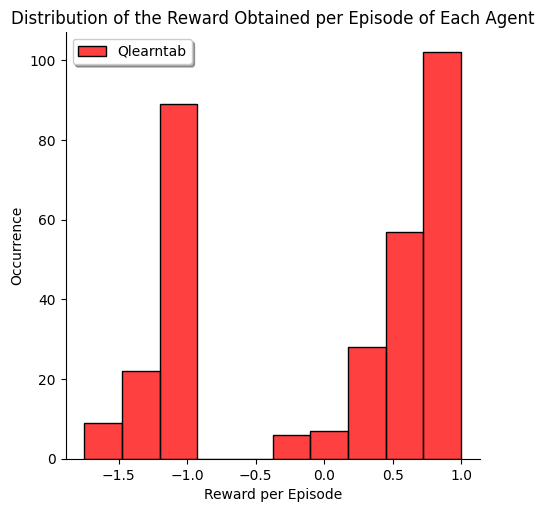 Distribution of the Reward Obtained per Episode of Each Agent
Qlearntab
100
80
60
40
20
0
Occurrence
−1.5 −1.0 −0.5 0.0 0.5 1.0
Reward per Episode